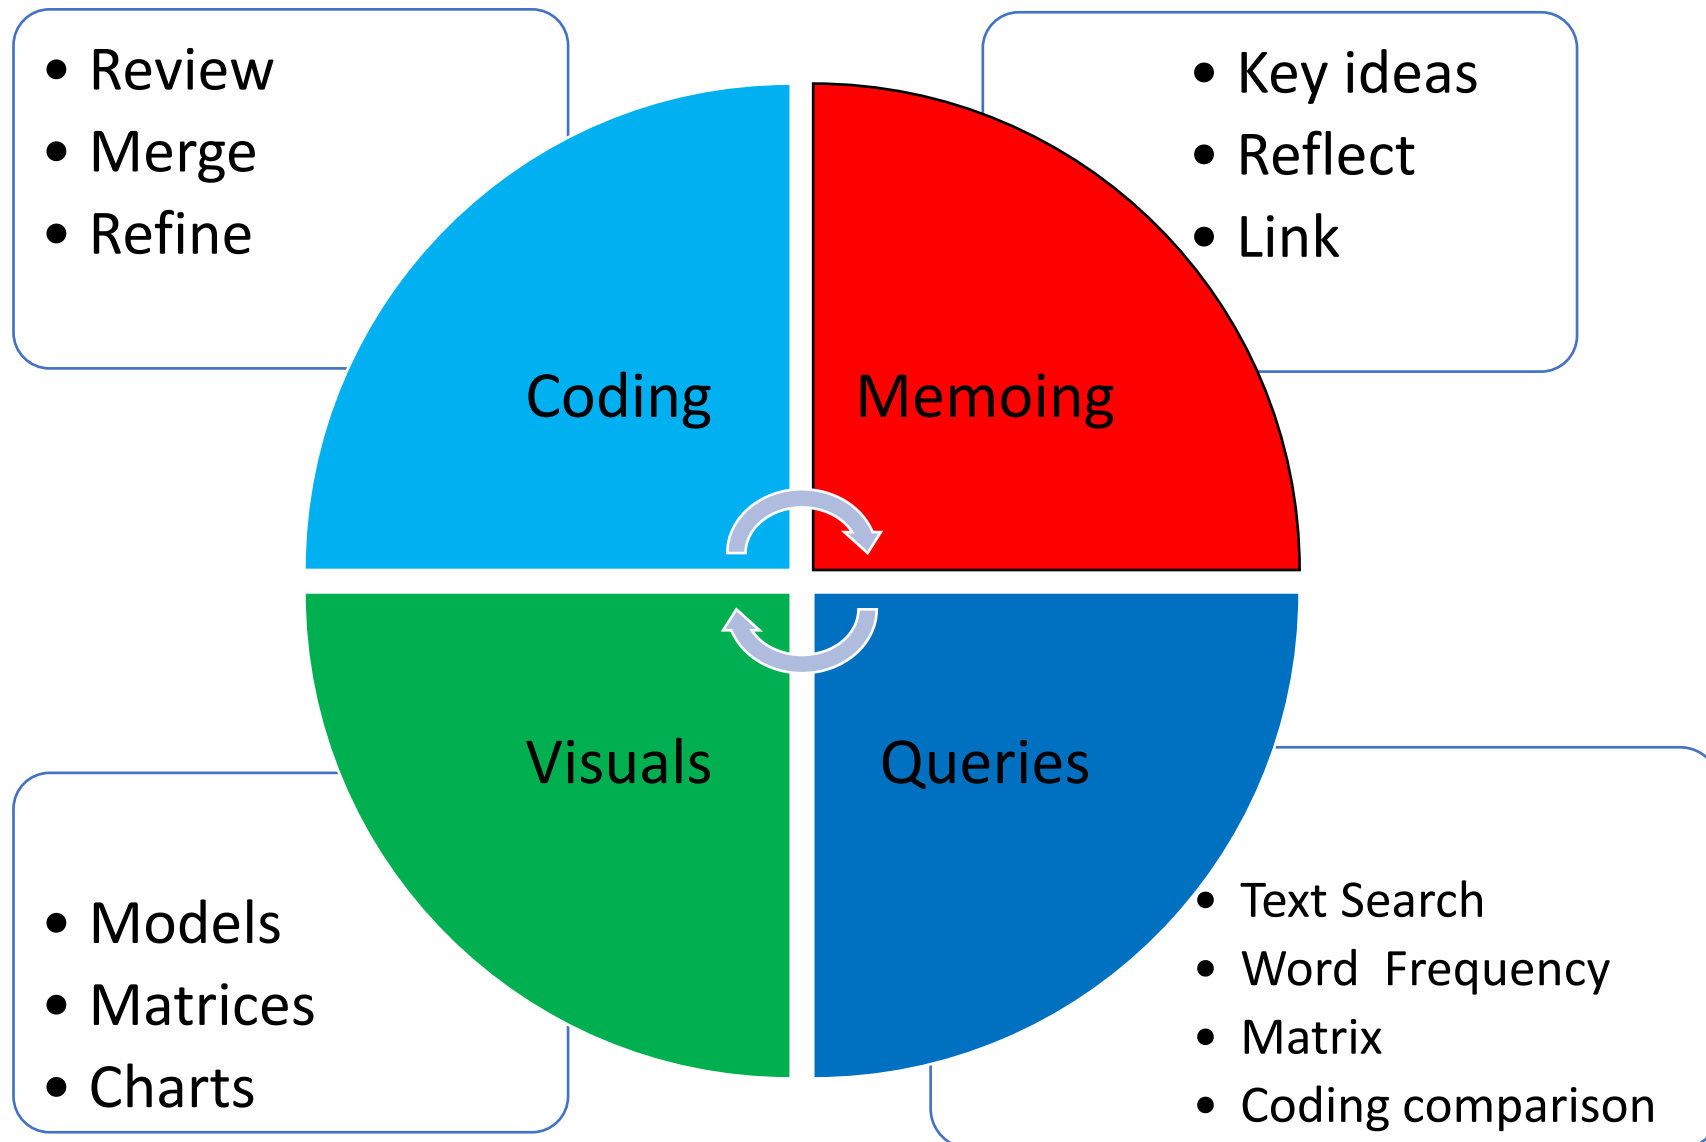 • Review
• Merge
• Refine
• Key ideas
• Reflect
• Link
Coding
Memoing
Visuals
Queries
• Models
• Matrices
• Charts
• Text Search
• Word  Frequency
• Matrix
• Coding comparison